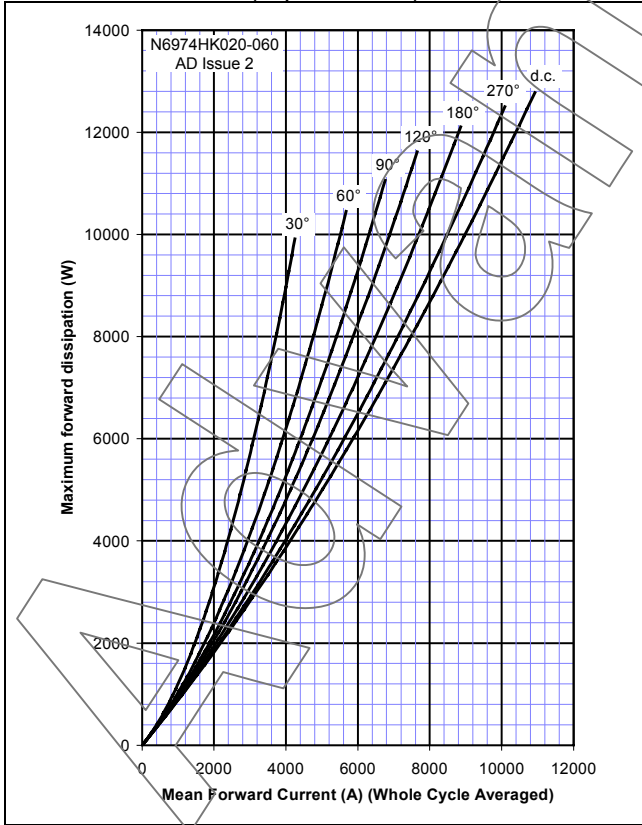 N6974HK020-060
AD Issue 2
d.c.
270°
180°
120°
90°
60°
30°
14000
12000
10000
8000
6000
4000
2000
0
Maximum forward dissipation (W)
0 2000 4000 6000 8000 10000 12000
Mean Forward Current (A) (Whole Cycle Averaged)